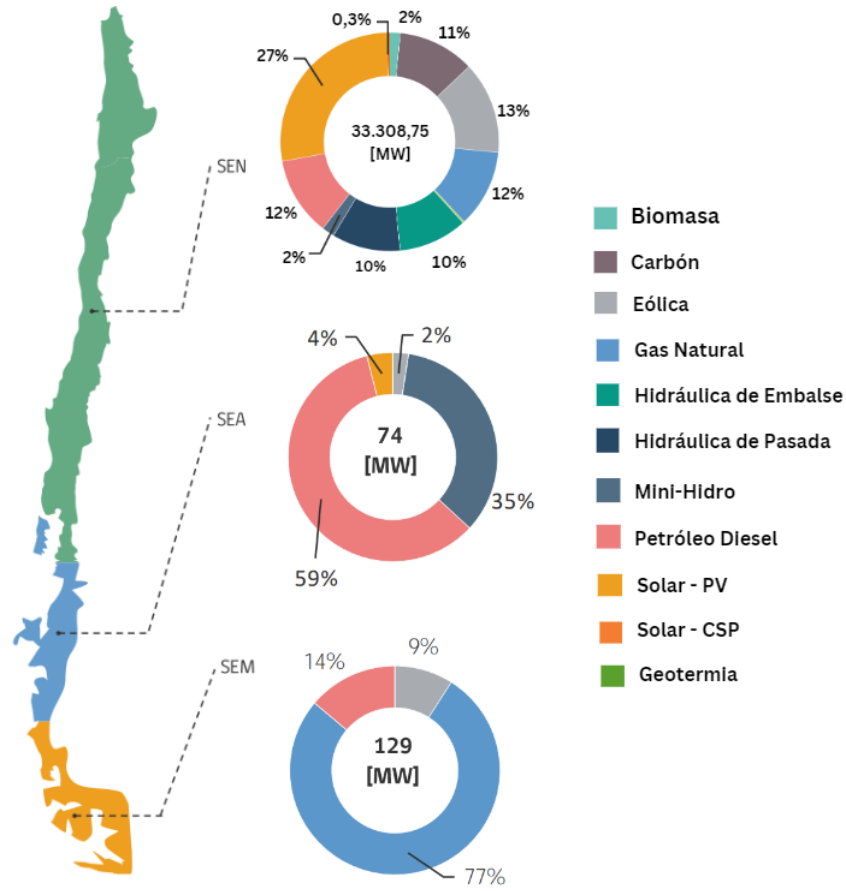 0,3%
2%
11%
27%
13%
33.308,75
[MW]
SEN
12%
12%
2%
10%
10%
Biomasa
Carbón
Eólica
Gas Natural
Hidráulica de Embalse
Hidráulica de Pasada
Mini-Hidro
Petróleo Diesel
Solar - PV
Solar - CSP
Geotermia
4%
2%
SEA
74
[MW]
35%
59%
SEM
14%
9%
129
[MW]
77%